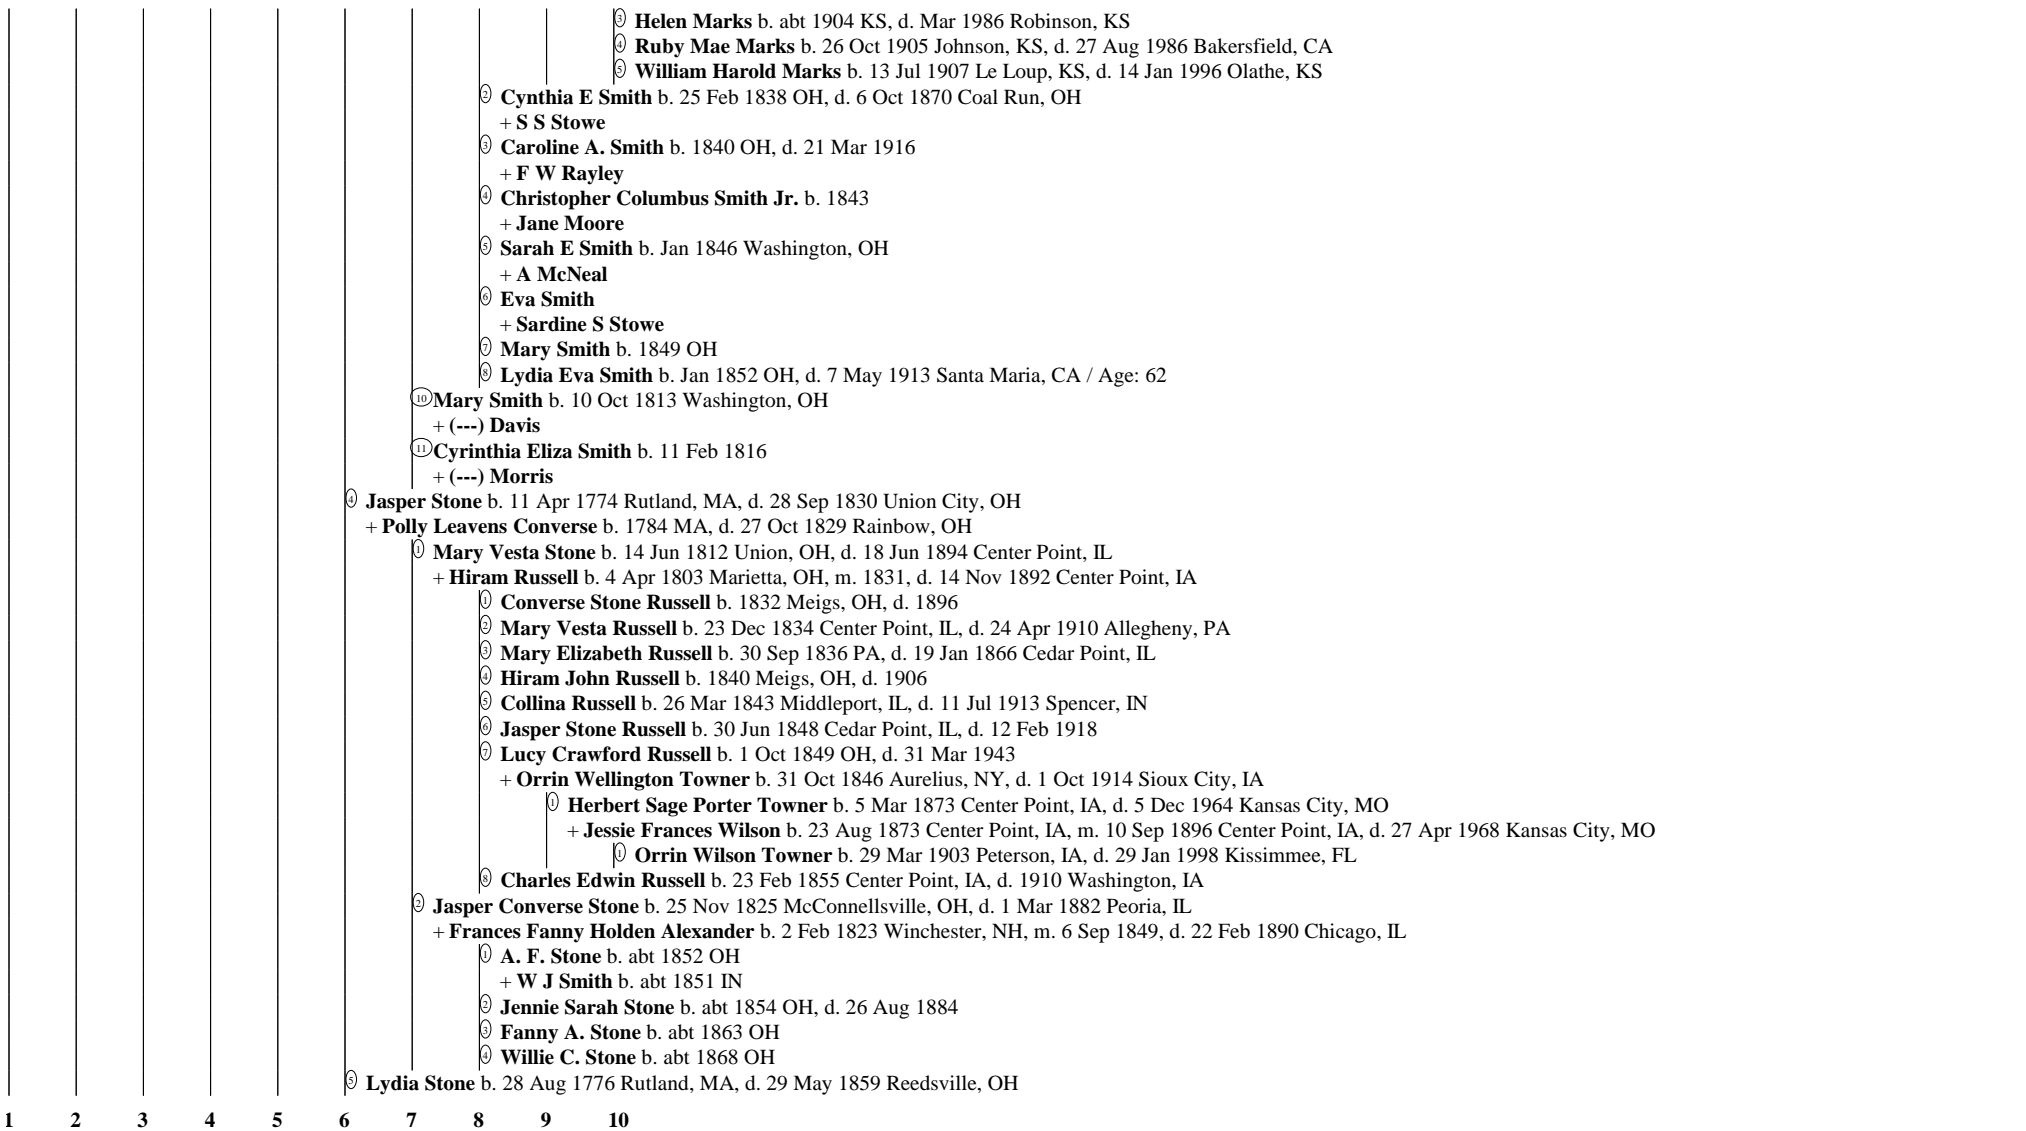 ③ Helen Marks b. abt 1904 KS, d. Mar 1986 Robinson, KS
④ Ruby Mae Marks b. 26 Oct 1905 Johnson, KS, d. 27 Aug 1986 Bakersfield, CA
⑤ William Harold Marks b. 13 Jul 1907 Le Loup, KS, d. 14 Jan 1996 Olathe, KS
② Cynthia E Smith b. 25 Feb 1838 OH, d. 6 Oct 1870 Coal Run, OH
+ S S Stowe
③ Caroline A. Smith b. 1840 OH, d. 21 Mar 1916
+ F W Rayley
④ Christopher Columbus Smith Jr. b. 1843
+ Jane Moore
⑤ Sarah E Smith b. Jan 1846 Washington, OH
+ A McNeal
⑥ Eva Smith
+ Sardine S Stowe
⑦ Mary Smith b. 1849 OH
⑧ Lydia Eva Smith b. Jan 1852 OH, d. 7 May 1913 Santa Maria, CA / Age: 62
⑩ Mary Smith b. 10 Oct 1813 Washington, OH
+ (---) Davis
⑪ Cyrinthia Eliza Smith b. 11 Feb 1816
+ (---) Morris
④ Jasper Stone b. 11 Apr 1774 Rutland, MA, d. 28 Sep 1830 Union City, OH
+ Polly Leavens Converse b. 1784 MA, d. 27 Oct 1829 Rainbow, OH
① Mary Vesta Stone b. 14 Jun 1812 Union, OH, d. 18 Jun 1894 Center Point, IL
+ Hiram Russell b. 4 Apr 1803 Marietta, OH, m. 1831, d. 14 Nov 1892 Center Point, IA
① Converse Stone Russell b. 1832 Meigs, OH, d. 1896
② Mary Vesta Russell b. 23 Dec 1834 Center Point, IL, d. 24 Apr 1910 Allegheny, PA
③ Mary Elizabeth Russell b. 30 Sep 1836 PA, d. 19 Jan 1866 Cedar Point, IL
④ Hiram John Russell b. 1840 Meigs, OH, d. 1906
⑤ Collina Russell b. 26 Mar 1843 Middleport, IL, d. 11 Jul 1913 Spencer, IN
⑥ Jasper Stone Russell b. 30 Jun 1848 Cedar Point, IL, d. 12 Feb 1918
⑦ Lucy Crawford Russell b. 1 Oct 1849 OH, d. 31 Mar 1943
+ Orrin Wellington Towner b. 31 Oct 1846 Aurelius, NY, d. 1 Oct 1914 Sioux City, IA
① Herbert Sage Porter Towner b. 5 Mar 1873 Center Point, IA, d. 5 Dec 1964 Kansas City, MO
+ Jessie Frances Wilson b. 23 Aug 1873 Center Point, IA, m. 10 Sep 1896 Center Point, IA, d. 27 Apr 1968 Kansas City, MO
① Orrin Wilson Towner b. 29 Mar 1903 Peterson, IA, d. 29 Jan 1998 Kissimmee, FL
⑧ Charles Edwin Russell b. 23 Feb 1855 Center Point, IA, d. 1910 Washington, IA
② Jasper Converse Stone b. 25 Nov 1825 McConnellsville, OH, d. 1 Mar 1882 Peoria, IL
+ Frances Fanny Holden Alexander b. 2 Feb 1823 Winchester, NH, m. 6 Sep 1849, d. 22 Feb 1890 Chicago, IL
① A. F. Stone b. abt 1852 OH
+ W J Smith b. abt 1851 IN
② Jennie Sarah Stone b. abt 1854 OH, d. 26 Aug 1884
③ Fanny A. Stone b. abt 1863 OH
④ Willie C. Stone b. abt 1868 OH
⑤ Lydia Stone b. 28 Aug 1776 Rutland, MA, d. 29 May 1859 Reedsville, OH
1 2 3 4 5 6 7 8 9 10